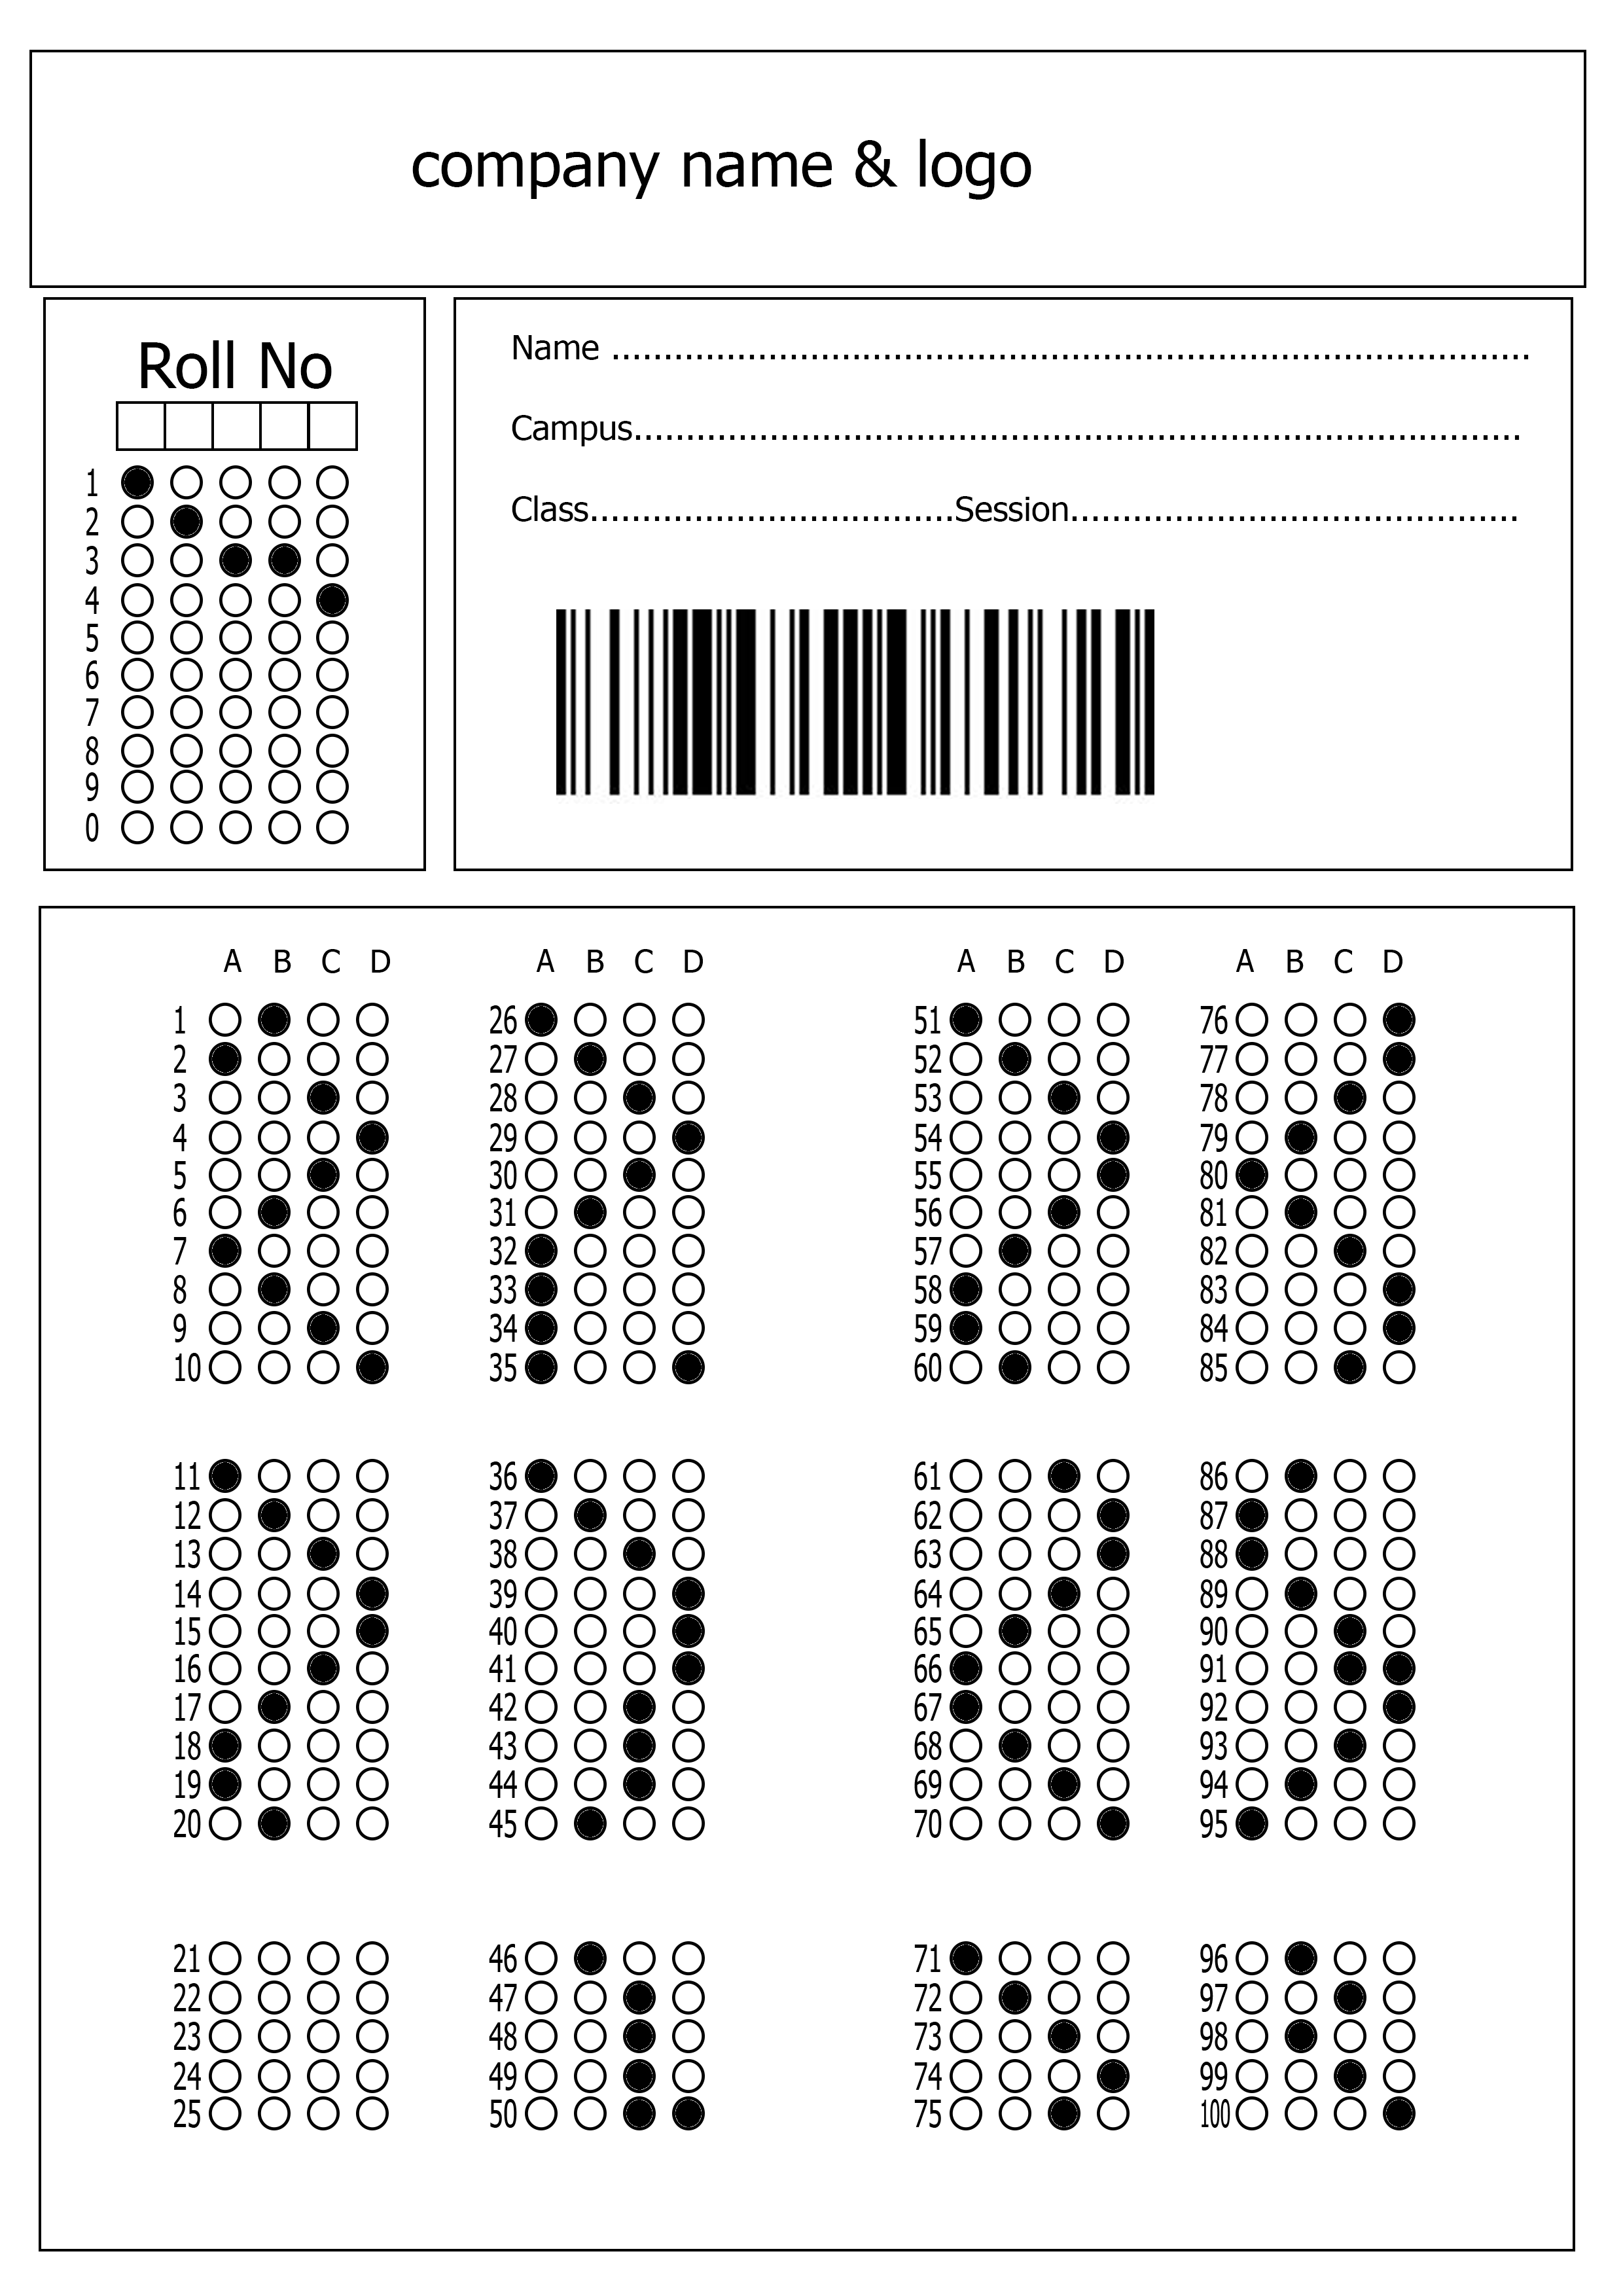 company name & logo
Roll No
1
2
3
4
5
6
7
8
9
0
Name ........................................................................................
Campus.....................................................................................
Class...................................Session...........................................
A B C D A B C D A B C D A B C D
1 26 51 76
2 27 52 77
3 28 53 78
4 29 54 79
5 30 55 80
6 31 56 81
7 32 57 82
8 33 58 83
9 34 59 84
10 35 60 85
11 36 61 86
12 37 62 87
13 38 63 88
14 39 64 89
15 40 65 90
16 41 66 91
17 42 67 92
18 43 68 93
19 44 69 94
20 45 70 95
21 46 71 96
22 47 72 97
23 48 73 98
24 49 74 99
25 50 75 100